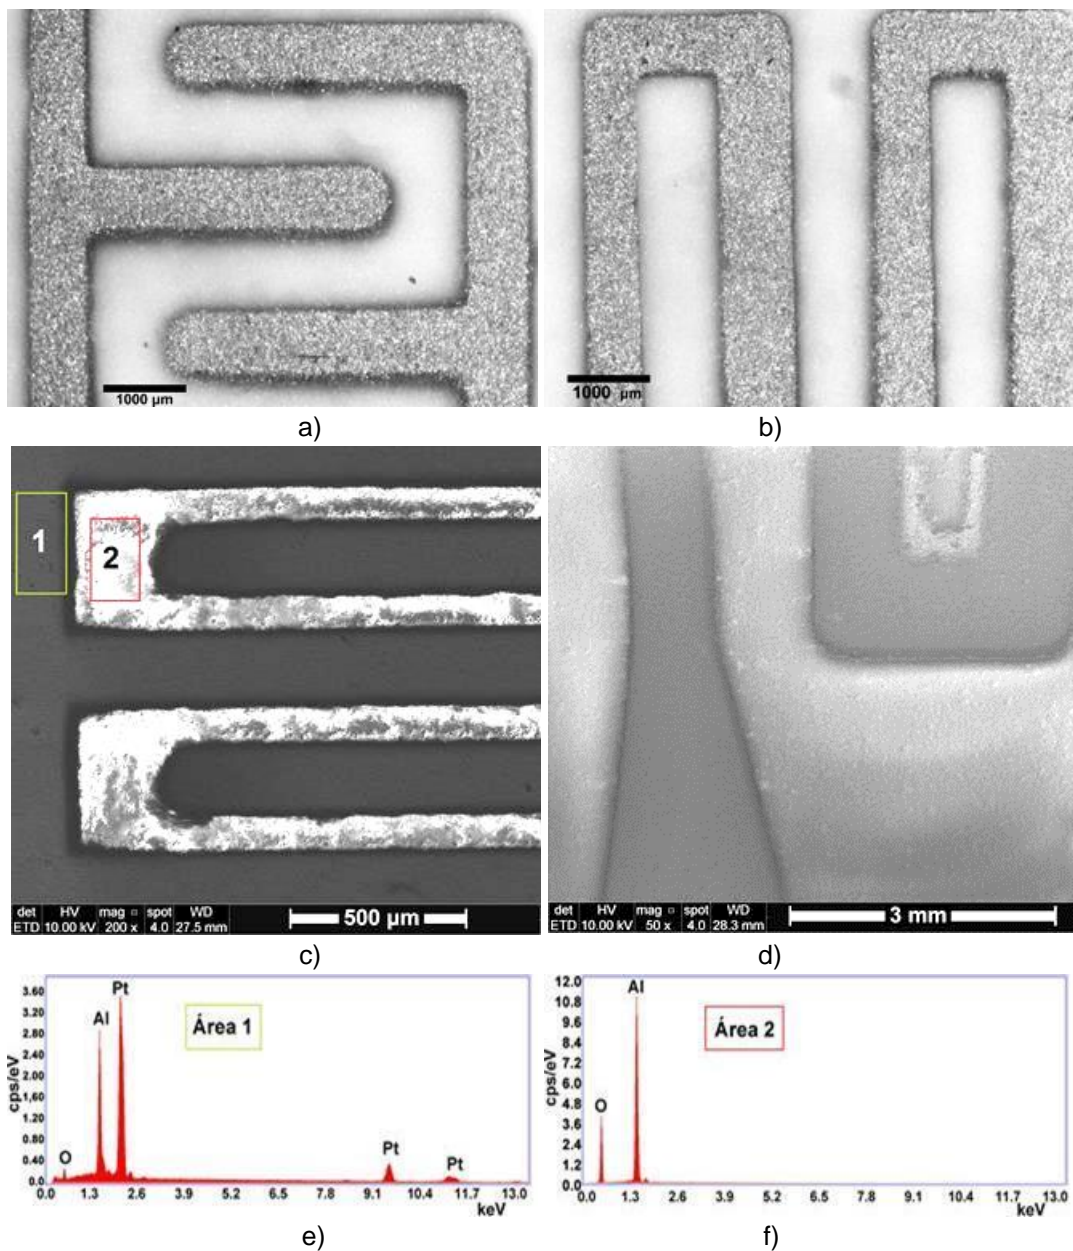 1000 µm
1000 µm
a)
b)
1
2
det HV mag □ spot WD
ETD 10.00 kV 200 x 4.0 27.5 mm
500 µm
det HV mag □ spot WD
ETD 10.00 kV 50 x 4.0 28.3 mm
3 mm
c)
d)
3.60
3.20
2.80
2.40
2.00
1,60
1.20
0.80
0.40
0.0
cps/eV
Al
Pt
O
Pt
Pt
Área 1
0.0 1.3 2.6 3.9 5.2 6.5 7.8 9.1 10.4 11.7 13.0
keV
12.0
10.8
9.6
8.4
7.2
6.0
4.8
3.6
2.4
1.2
0.0
cps/eV
O
Al
Área 2
0.0 1.3 2.6 3.9 5.2 6.5 7.8 9.1 10.4 11.7 13.0
keV
e)
f)